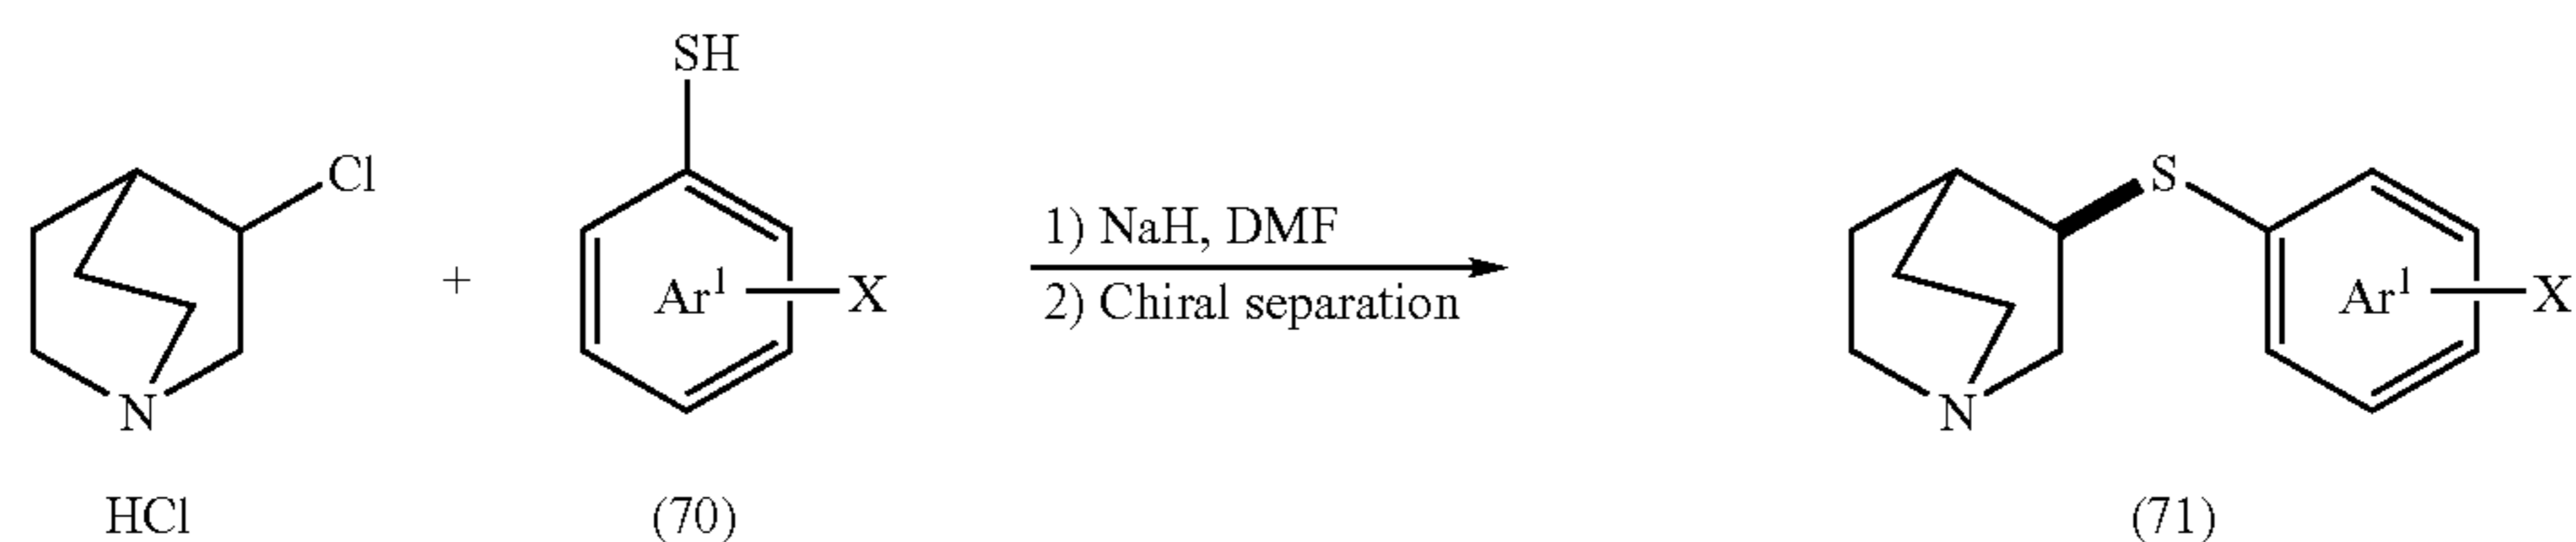 SH
Cl
+
Ar¹
X
1) NaH, DMF
2) Chiral separation
S
Ar¹
X
N
N
HCl
(70)
(71)